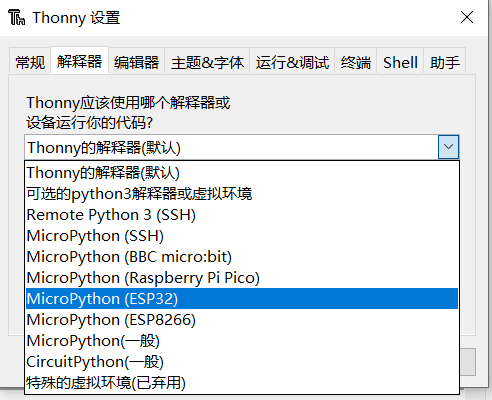 Thonny 设置
常规 解释器 编辑器 主题&字体 运行&调试 终端 Shell 助手
Thonny应该使用哪个解释器或
设备运行你的代码?
Thonny的解释器(默认)
Thonny的解释器(默认)
可选的python3解释器或虚拟环境
Remote Python 3 (SSH)
MicroPython (SSH)
MicroPython (BBC micro:bit)
MicroPython (Raspberry Pi Pico)
MicroPython (ESP32)
MicroPython (ESP8266)
MicroPython(一般)
CircuitPython(一般)
特殊的虚拟环境(已弃用)